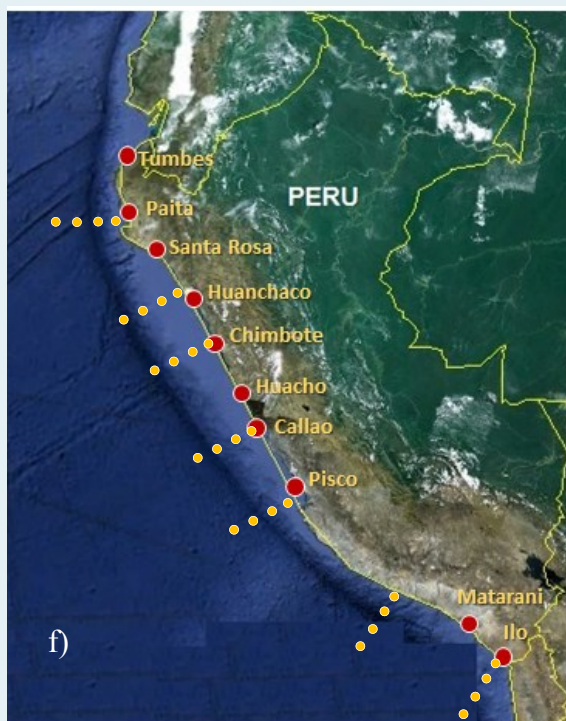 Tumbes
PERU
Paita
Santa Rosa
Huanchaco
Chimbote
Huacho
Callao
Pisco
Matarani
Ilo
f)